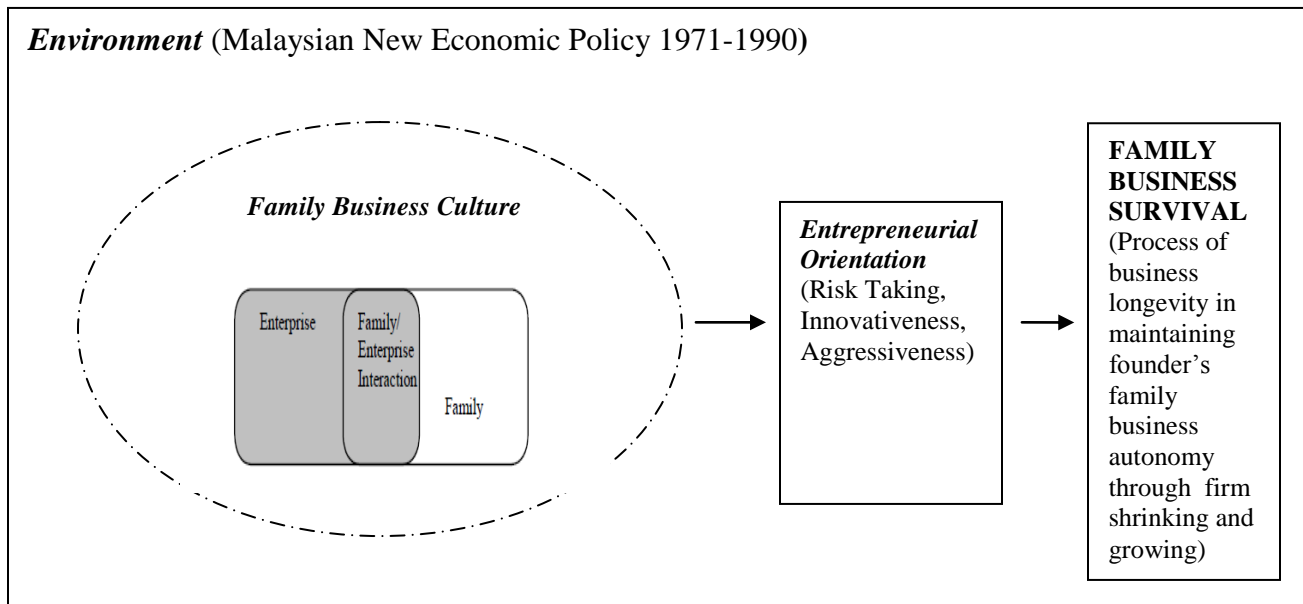 Environment (Malaysian New Economic Policy 1971-1990)
Family Business Culture
Enterprise
Family/
Enterprise
Interaction
Family
Entrepreneurial
Orientation
(Risk Taking,
Innovativeness,
Aggressiveness)
FAMILY
BUSINESS
SURVIVAL
(Process of
business
longevity in
maintaining
founder’s
family
business
autonomy
through firm
shrinking and
growing)